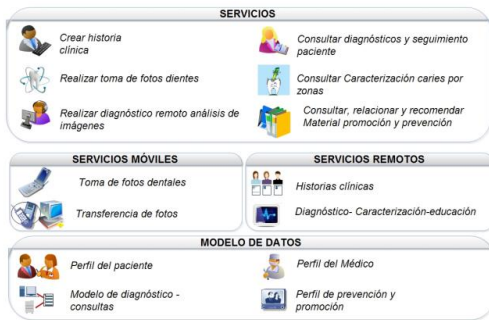 SERVICIOS
Crear historia
clínica
Consultar diagnósticos y seguimiento
paciente
Realizar toma de fotos dientes
Consultar Caracterización caries por
zonas
Realizar diagnóstico remoto análisis de
imágenes
Consultar, relacionar y recomendar
Material promoción y prevención
SERVICIOS MÓVILES
Toma de fotos dentales
Transferencia de fotos
SERVICIOS REMOTOS
Historias clínicas
Diagnóstico- Caracterización-educación
MODELO DE DATOS
Perfil del paciente
Perfil del Médico
Modelo de diagnóstico -
consultas
Perfil de prevención y
promoción